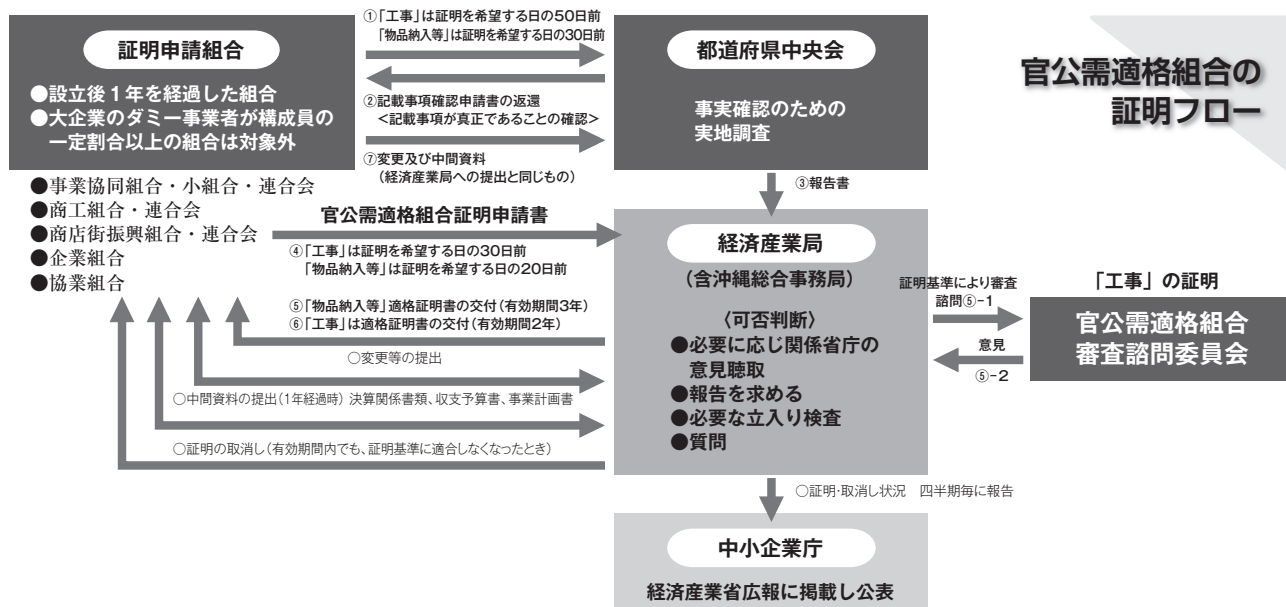 官公需適格組合の
証明フロー
証明申請組合
●設立後1年を経過した組合
●大企業のダミー事業者が構成員の
一定割合以上の組合は対象外
●事業協同組合・小組合・連合会
●商工組合・連合会
●商店街振興組合・連合会
●企業組合
●協業組合
①「工事」は証明を希望する日の50日前
「物品納入等」は証明を希望する日の30日前
②記載事項確認申請書の返還
<記載事項が真正であることの確認>
⑦変更及び中間資料
(経済産業局への提出と同じもの)
都道府県中央会
事実確認のための
実地調査
③報告書
官公需適格組合証明申請書
④「工事」は証明を希望する日の30日前
「物品納入等」は証明を希望する日の20日前
⑤「物品納入等」適格証明書の交付(有効期間3年)
⑥「工事」は適格証明書の交付(有効期間2年)
○変更等の提出
○中間資料の提出(1年経過時) 決算関係書類、収支予算書、事業計画書
○証明の取消し(有効期間内でも、証明基準に適合しなくなったとき)
経済産業局
(含沖縄総合事務局)
〈可否判断〉
●必要に応じ関係省庁の
意見聴取
●報告を求める
●必要な立入り検査
●質問
証明基準により審査
諮問⑤-1
意見
⑤-2
「工事」の証明
官公需適格組合
審査諮問委員会
○証明・取消し状況 四半期毎に報告
中小企業庁
経済産業省広報に掲載し公表